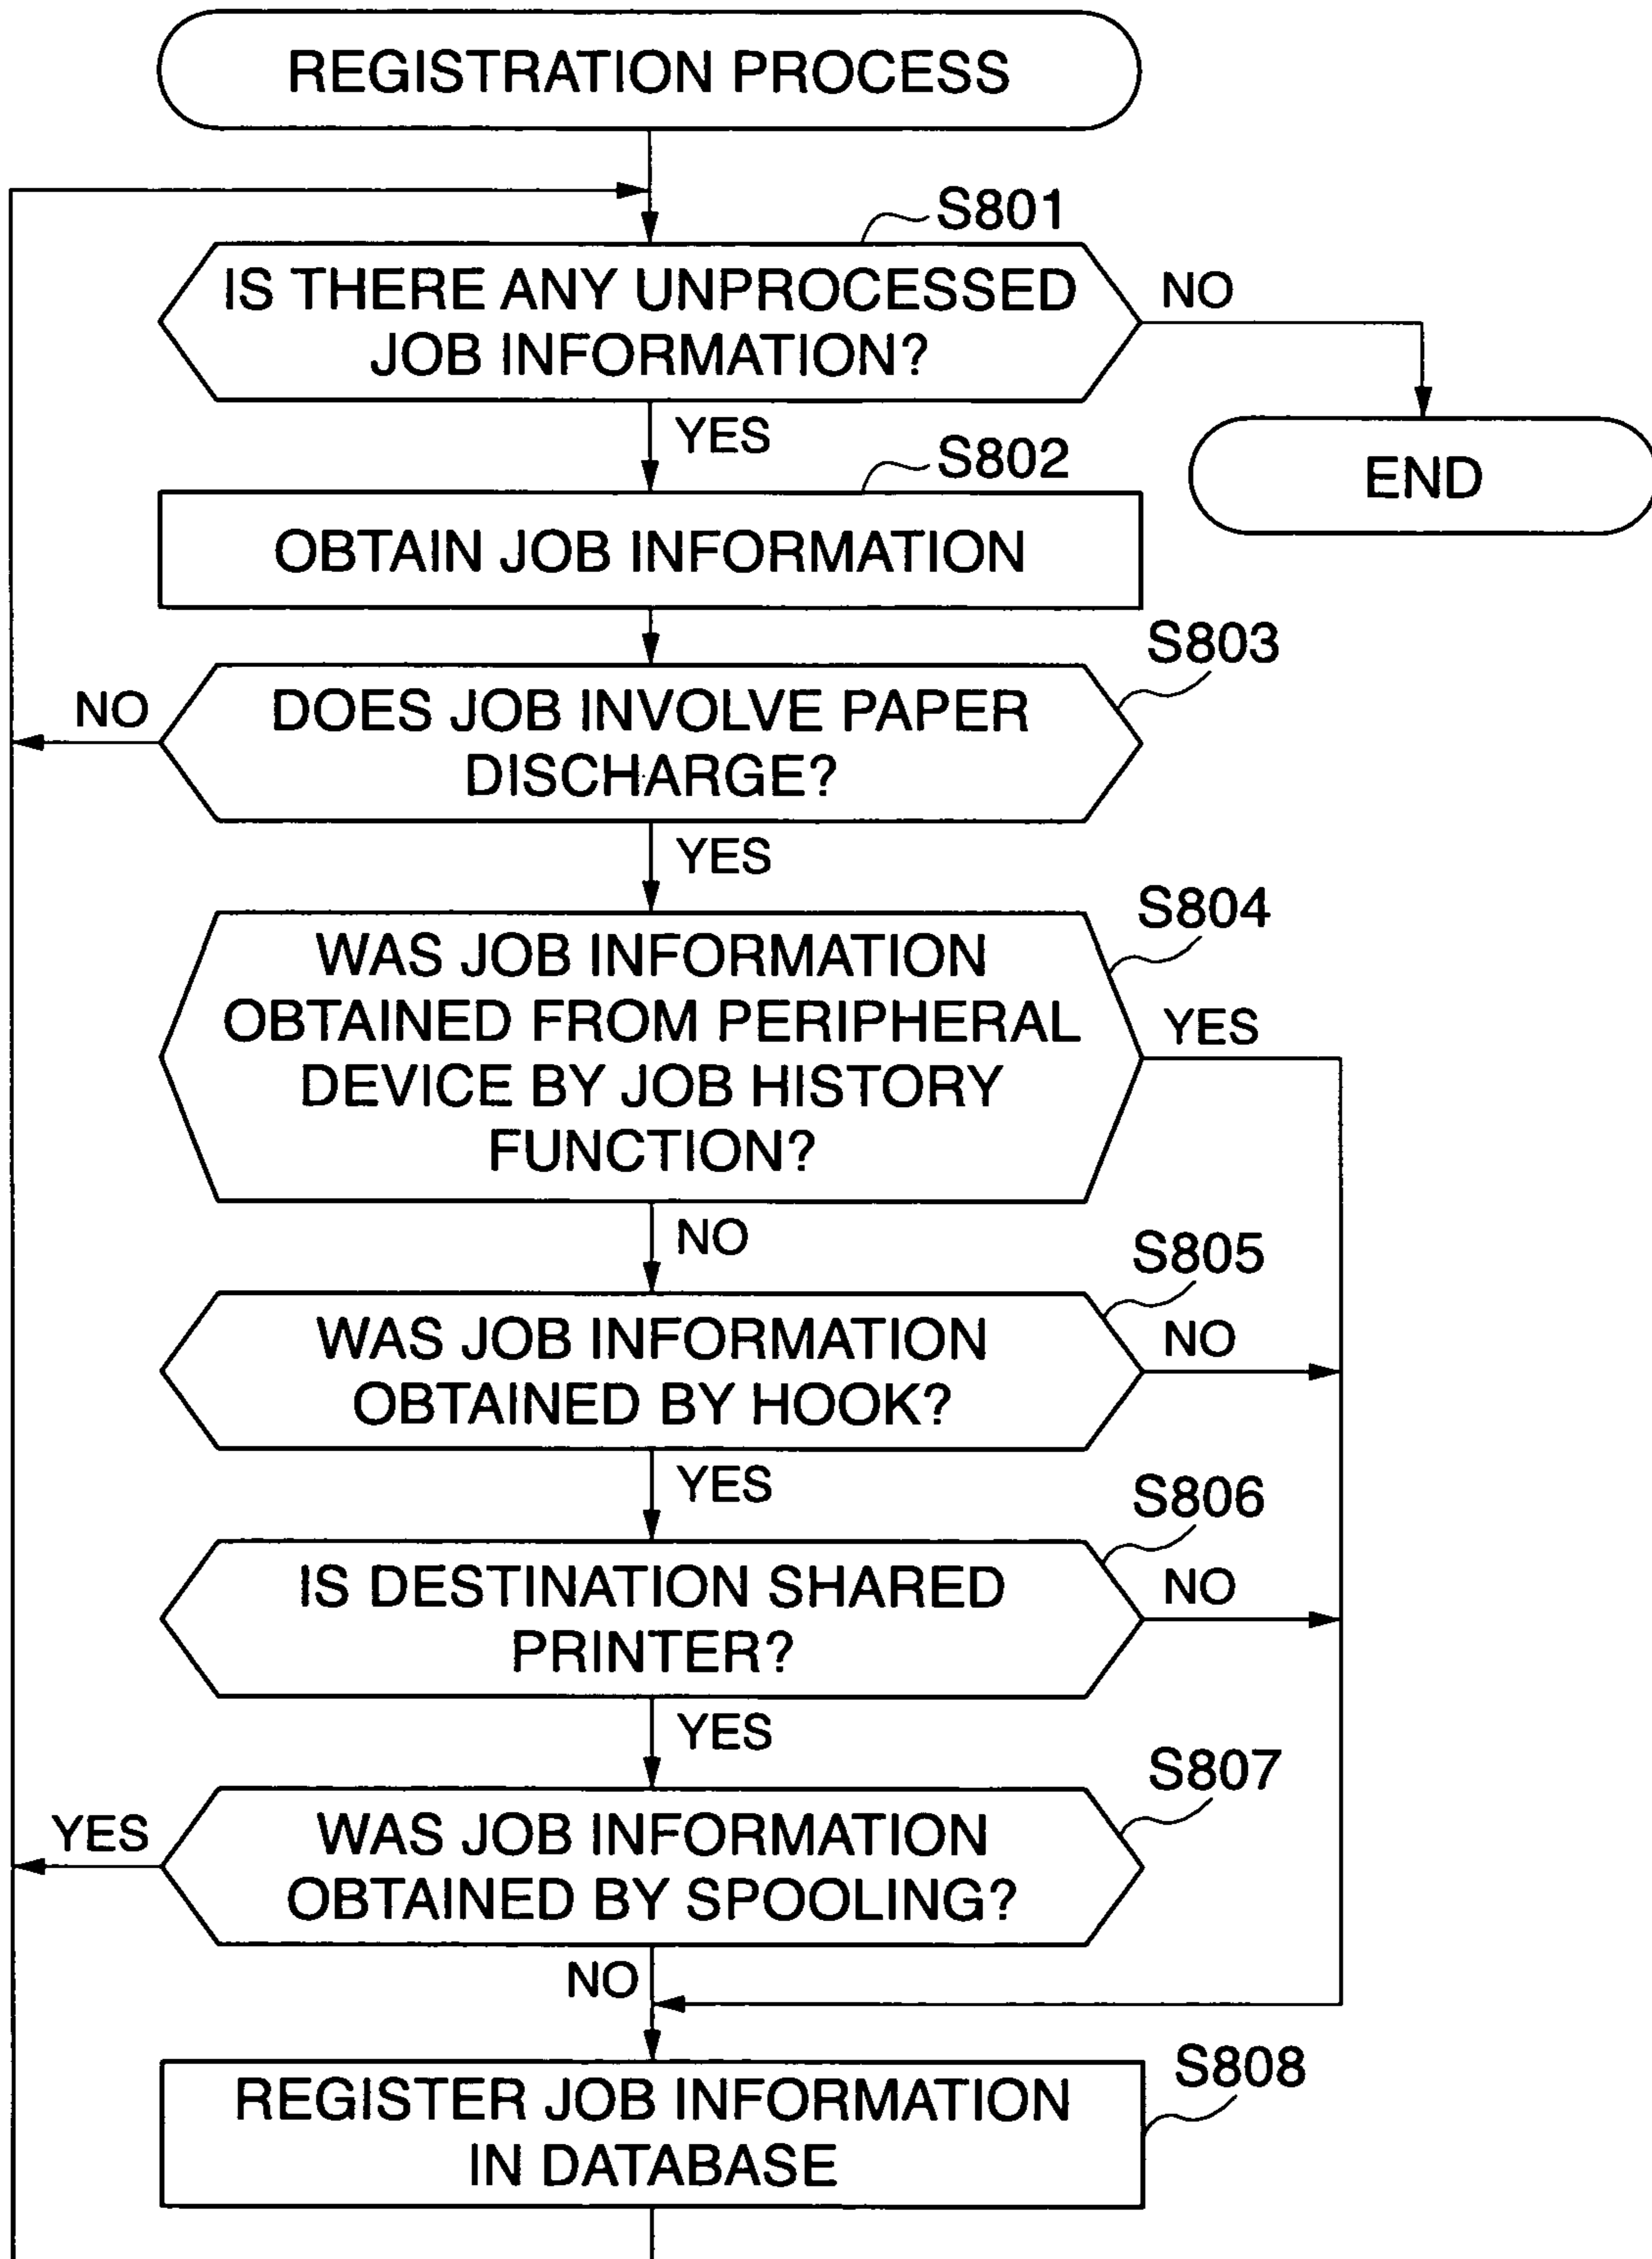 REGISTRATION PROCESS
S801
IS THERE ANY UNPROCESSED
JOB INFORMATION?
NO
YES
END
S802
OBTAIN JOB INFORMATION
S803
NO
DOES JOB INVOLVE PAPER
DISCHARGE?
YES
S804
WAS JOB INFORMATION
OBTAINED FROM PERIPHERAL
DEVICE BY JOB HISTORY
FUNCTION?
YES
NO
S805
WAS JOB INFORMATION
OBTAINED BY HOOK?
NO
YES
S806
IS DESTINATION SHARED
PRINTER?
NO
YES
S807
YES
WAS JOB INFORMATION
OBTAINED BY SPOOLING?
NO
S808
REGISTER JOB INFORMATION
IN DATABASE